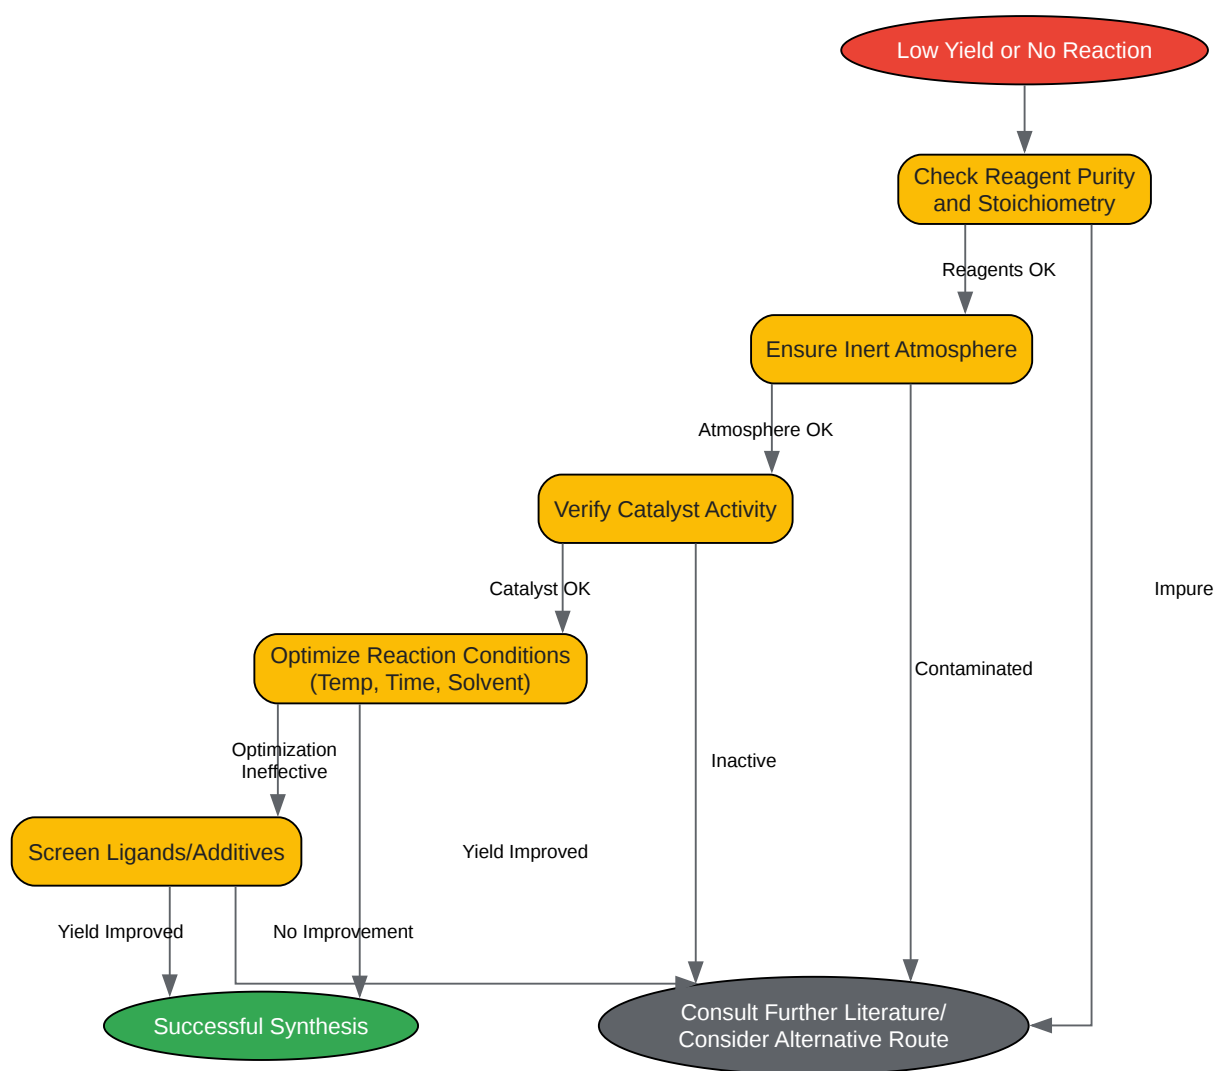 Low Yield or No Reaction
Check Reagent Purity
and Stoichiometry
Reagents OK
Ensure Inert Atmosphere
Atmosphere OK
Verify Catalyst Activity
Catalyst OK
Impure
Optimize Reaction Conditions
(Temp, Time, Solvent)
Contaminated
Optimization
Ineffective
Inactive
Screen Ligands/Additives
Yield Improved
Yield Improved
No Improvement
Successful Synthesis
Consult Further Literature/
Consider Alternative Route